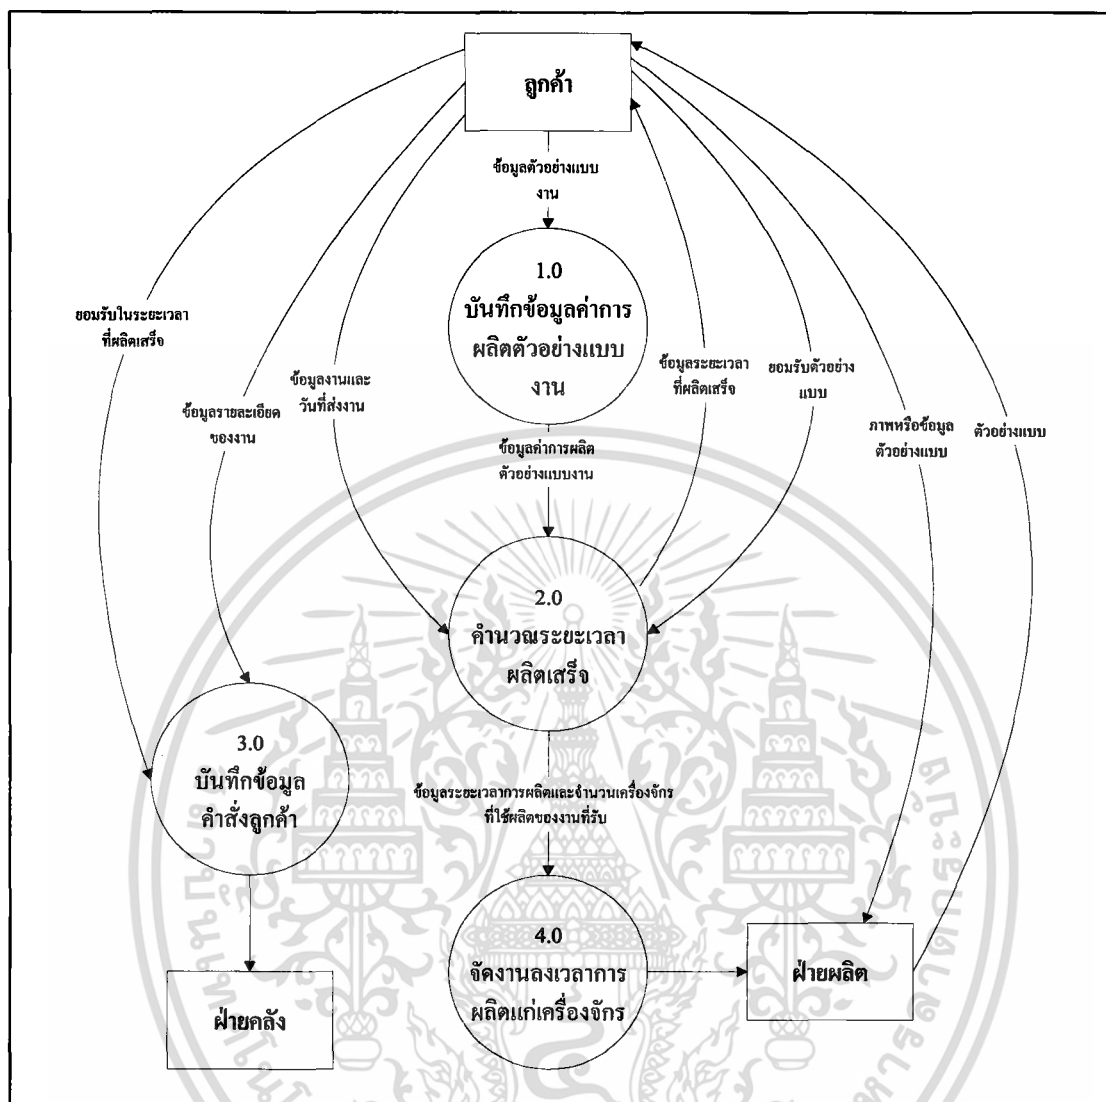 ลูกค้า
ข้อมูลตัวอย่างแบบ
งาน
1.0
บันทึกข้อมูลค่าการ
ผลิตตัวอย่างแบบ
งาน
ยอมรับในระยะเวลา
ที่ผลิตเสร็จ
ข้อมูลรายละเอียด
ของงาน
ข้อมูลงานและ
วันที่ส่งงาน
ข้อมูลระยะเวลา
ที่ผลิตเสร็จ
ยอมรับตัวอย่าง
แบบ
ภาพหรือข้อมูล
ตัวอย่างแบบ
ตัวอย่างแบบ
ข้อมูลค่าการผลิต
ตัวอย่างแบบงาน
2.0
คำนวณระยะเวลา
ผลิตเสร็จ
3.0
บันทึกข้อมูล
คำสั่งลูกค้า
ข้อมูลระยะเวลาการผลิตและจำนวนเครื่องจักร
ที่ใช้ผลิตของงานที่รับ
4.0
จัดงานลงเวลาการ
ผลิตแก่เครื่องจักร
ฝ่ายผลิต
ฝ่ายคลัง